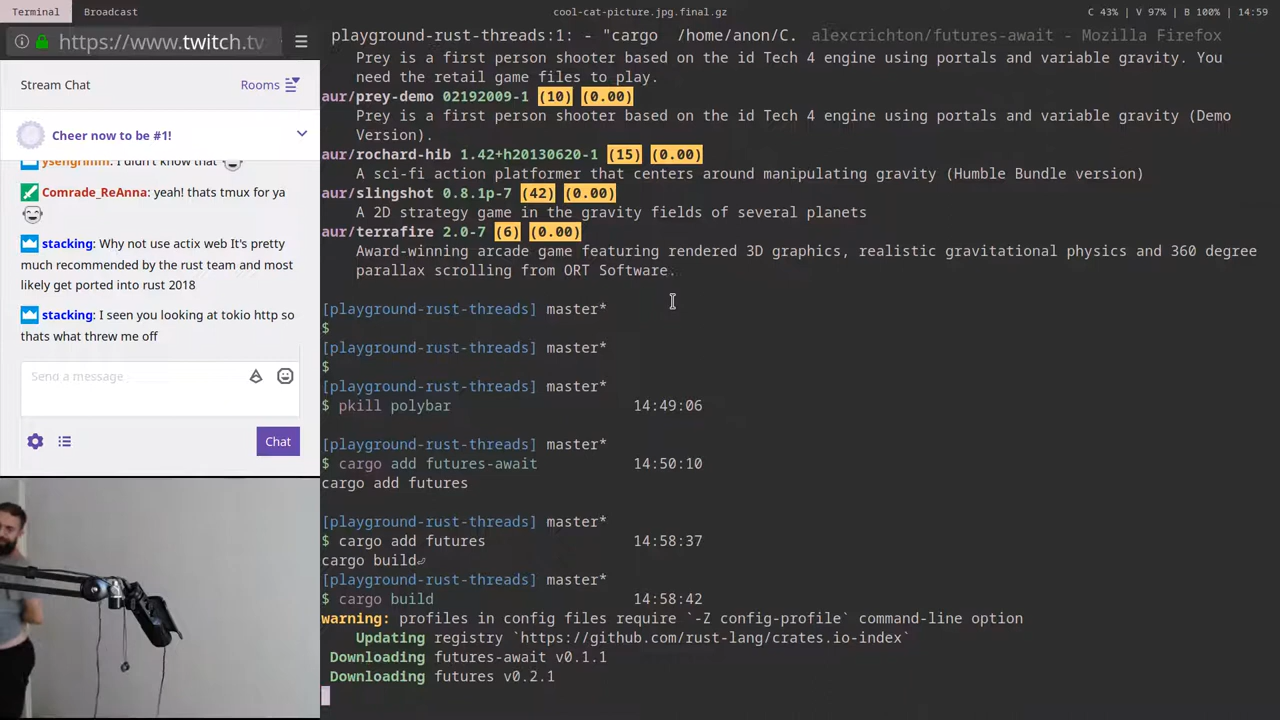 Terminal Broadcast cool-cat-picture.jpg.final.gz C 43% | V 97% | B 100% | 14:59
https://www.twitch.tv
playground-rust-threads:1: - "cargo /home/anon/C. alexcrichton/futures-await - Mozilla Firefox
Stream Chat Rooms
Cheer now to be #1!
ysengrimm: I didn't know that
Comrade_ReAnna: yeah! thats tmux for ya
stacking: Why not use actix web It's pretty
much recommended by the rust team and most
likely get ported into rust 2018
stacking: I seen you looking at tokio http so
thats what threw me off
Send a message
Chat
Prey is a first person shooter based on the id Tech 4 engine using portals and variable gravity. You
need the retail game files to play.
aur/prey-demo 02192009-1 (10) (0.00)
Prey is a first person shooter based on the id Tech 4 engine using portals and variable gravity (Demo
Version).
aur/rochard-hib 1.42+h20130620-1 (15) (0.00)
A sci-fi action platformer that centers around manipulating gravity (Humble Bundle version)
aur/slingshot 0.8.1p-7 (42) (0.00)
A 2D strategy game in the gravity fields of several planets
aur/terrafire 2.0-7 (6) (0.00)
Award-winning arcade game featuring rendered 3D graphics, realistic gravitational physics and 360 degree
parallax scrolling from ORT Software.
[playground-rust-threads] master*
$
[playground-rust-threads] master*
$
[playground-rust-threads] master*
$ pkill polybar 14:49:06
[playground-rust-threads] master*
$ cargo add futures-await 14:50:10
cargo add futures
[playground-rust-threads] master*
$ cargo add futures 14:58:37
cargo build⏎
[playground-rust-threads] master*
$ cargo build 14:58:42
warning: profiles in config files require `-Z config-profile` command-line option
Updating registry `https://github.com/rust-lang/crates.io-index`
Downloading futures-await v0.1.1
Downloading futures v0.2.1